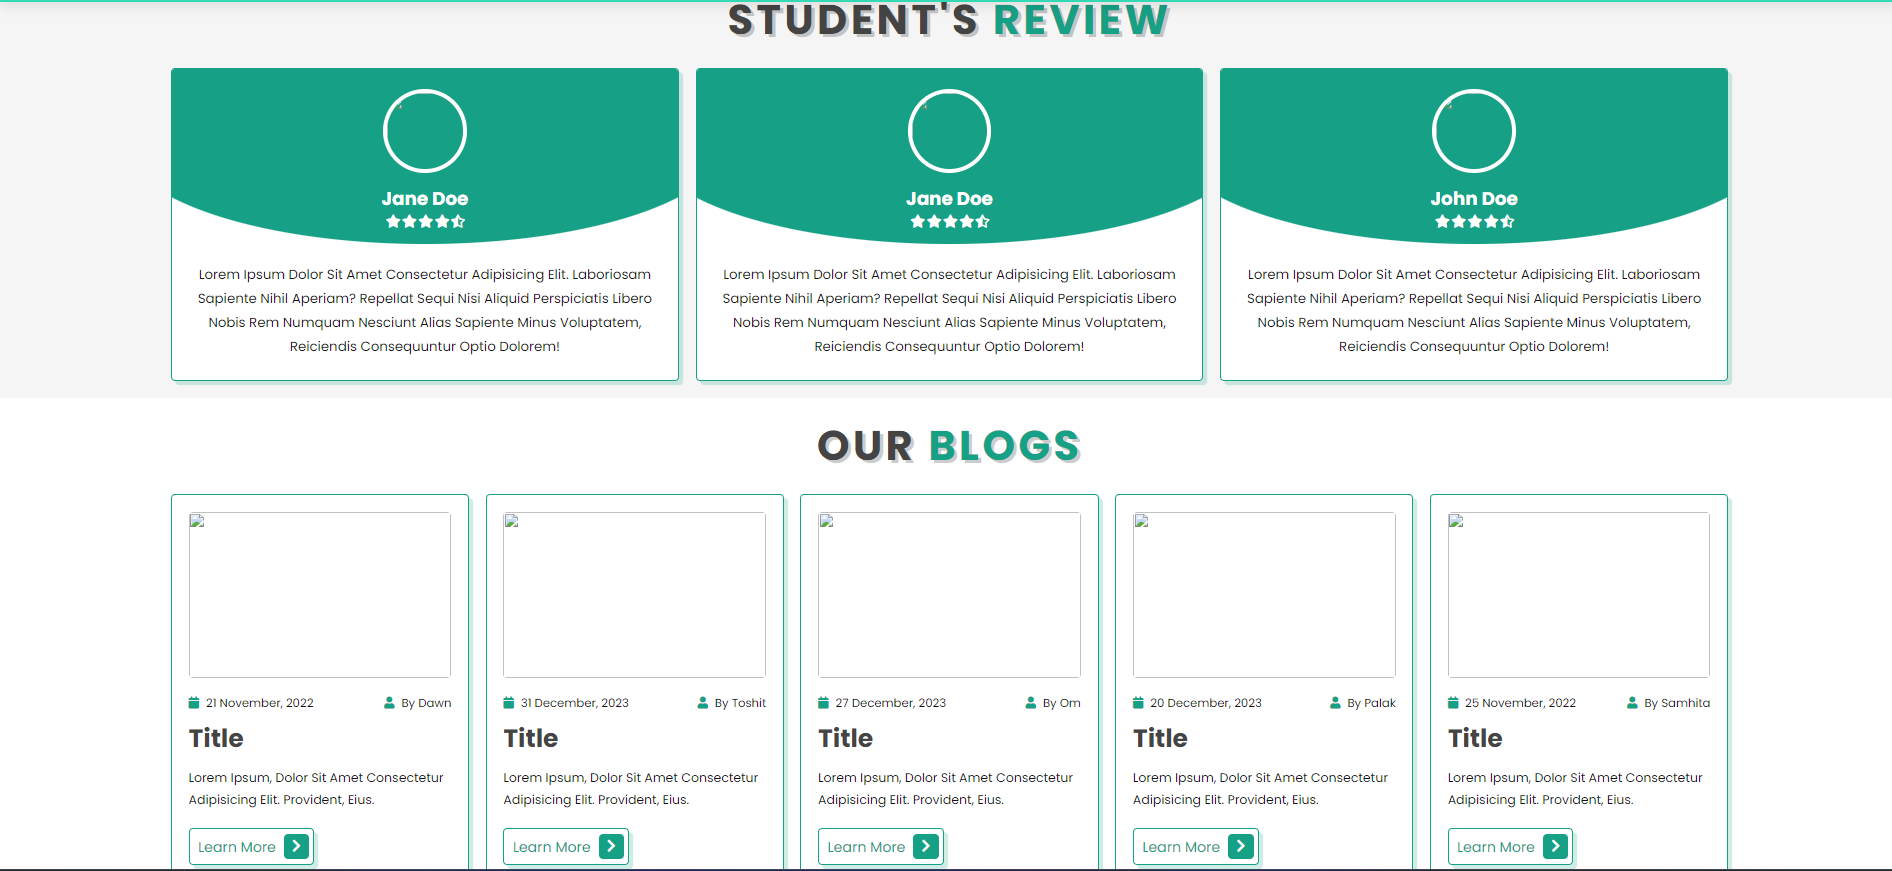 STUDENT'S REVIEW
Jane Doe
Lorem Ipsum Dolor Sit Amet Consectetur Adipisicing Elit. Laboriosam
Sapiente Nihil Aperiam? Repellat Sequi Nisi Aliquid Perspiciatis Libero
Nobis Rem Numquam Nesciunt Alias Sapiente Minus Voluptatem,
Reiciendis Consequuntur Optio Dolorem!
Jane Doe
Lorem Ipsum Dolor Sit Amet Consectetur Adipisicing Elit. Laboriosam
Sapiente Nihil Aperiam? Repellat Sequi Nisi Aliquid Perspiciatis Libero
Nobis Rem Numquam Nesciunt Alias Sapiente Minus Voluptatem,
Reiciendis Consequuntur Optio Dolorem!
John Doe
Lorem Ipsum Dolor Sit Amet Consectetur Adipisicing Elit. Laboriosam
Sapiente Nihil Aperiam? Repellat Sequi Nisi Aliquid Perspiciatis Libero
Nobis Rem Numquam Nesciunt Alias Sapiente Minus Voluptatem,
Reiciendis Consequuntur Optio Dolorem!
OUR BLOGS
21 November, 2022 By Dawn
Title
Lorem Ipsum, Dolor Sit Amet Consectetur
Adipisicing Elit. Provident, Eius.
Learn More
31 December, 2023 By Toshit
Title
Lorem Ipsum, Dolor Sit Amet Consectetur
Adipisicing Elit. Provident, Eius.
Learn More
27 December, 2023 By Om
Title
Lorem Ipsum, Dolor Sit Amet Consectetur
Adipisicing Elit. Provident, Eius.
Learn More
20 December, 2023 By Palak
Title
Lorem Ipsum, Dolor Sit Amet Consectetur
Adipisicing Elit. Provident, Eius.
Learn More
25 November, 2022 By Samhita
Title
Lorem Ipsum, Dolor Sit Amet Consectetur
Adipisicing Elit. Provident, Eius.
Learn More